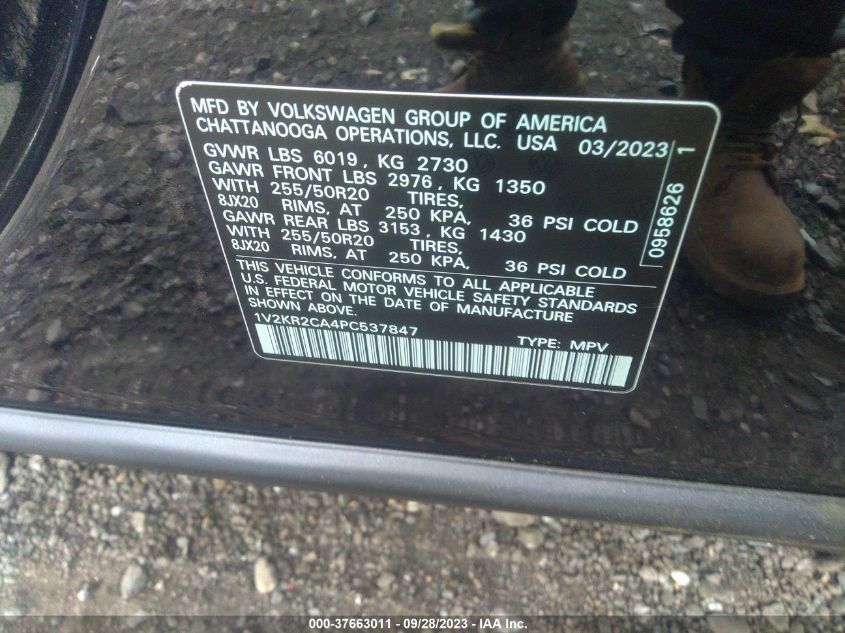 MFD BY VOLKSWAGEN GROUP OF AMERICA
CHATTANOOGA OPERATIONS, LLC. USA 03/2023
GVWR LBS 6019, KG 2730
GAWR FRONT LBS 2976, KG 1350
WITH 255/50R20 TIRES,
8JX20 RIMS, AT 250 KPA, 36 PSI COLD
GAWR REAR LBS 3153, KG 1430
WITH 255/50R20 TIRES,
8JX20 RIMS, AT 250 KPA, 36 PSI COLD
THIS VEHICLE CONFORMS TO ALL APPLICABLE
U.S. FEDERAL MOTOR VEHICLE SAFETY STANDARDS
IN EFFECT ON THE DATE OF MANUFACTURE
SHOWN ABOVE.
1V2KR2CA4PC537847 TYPE: MPV
0958626 1
000-37663011 - 09/28/2023 - IAA Inc.